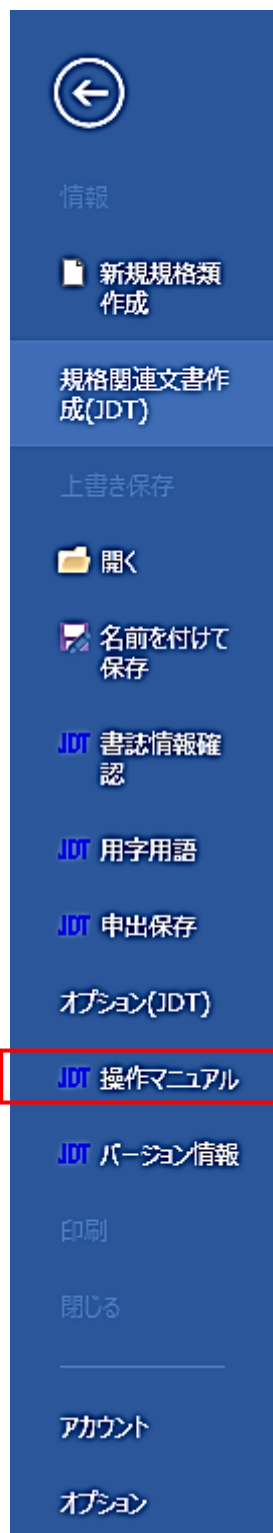 情報
新規規格類
作成
規格関連文書作
成(JDT)
上書き保存
開く
名前を付けて
保存
JDT 書誌情報確
認
JDT 用字用語
JDT 申出保存
オプション(JDT)
JDT 操作マニュアル
JDT バージョン情報
印刷
閉じる
アカウント
オプション